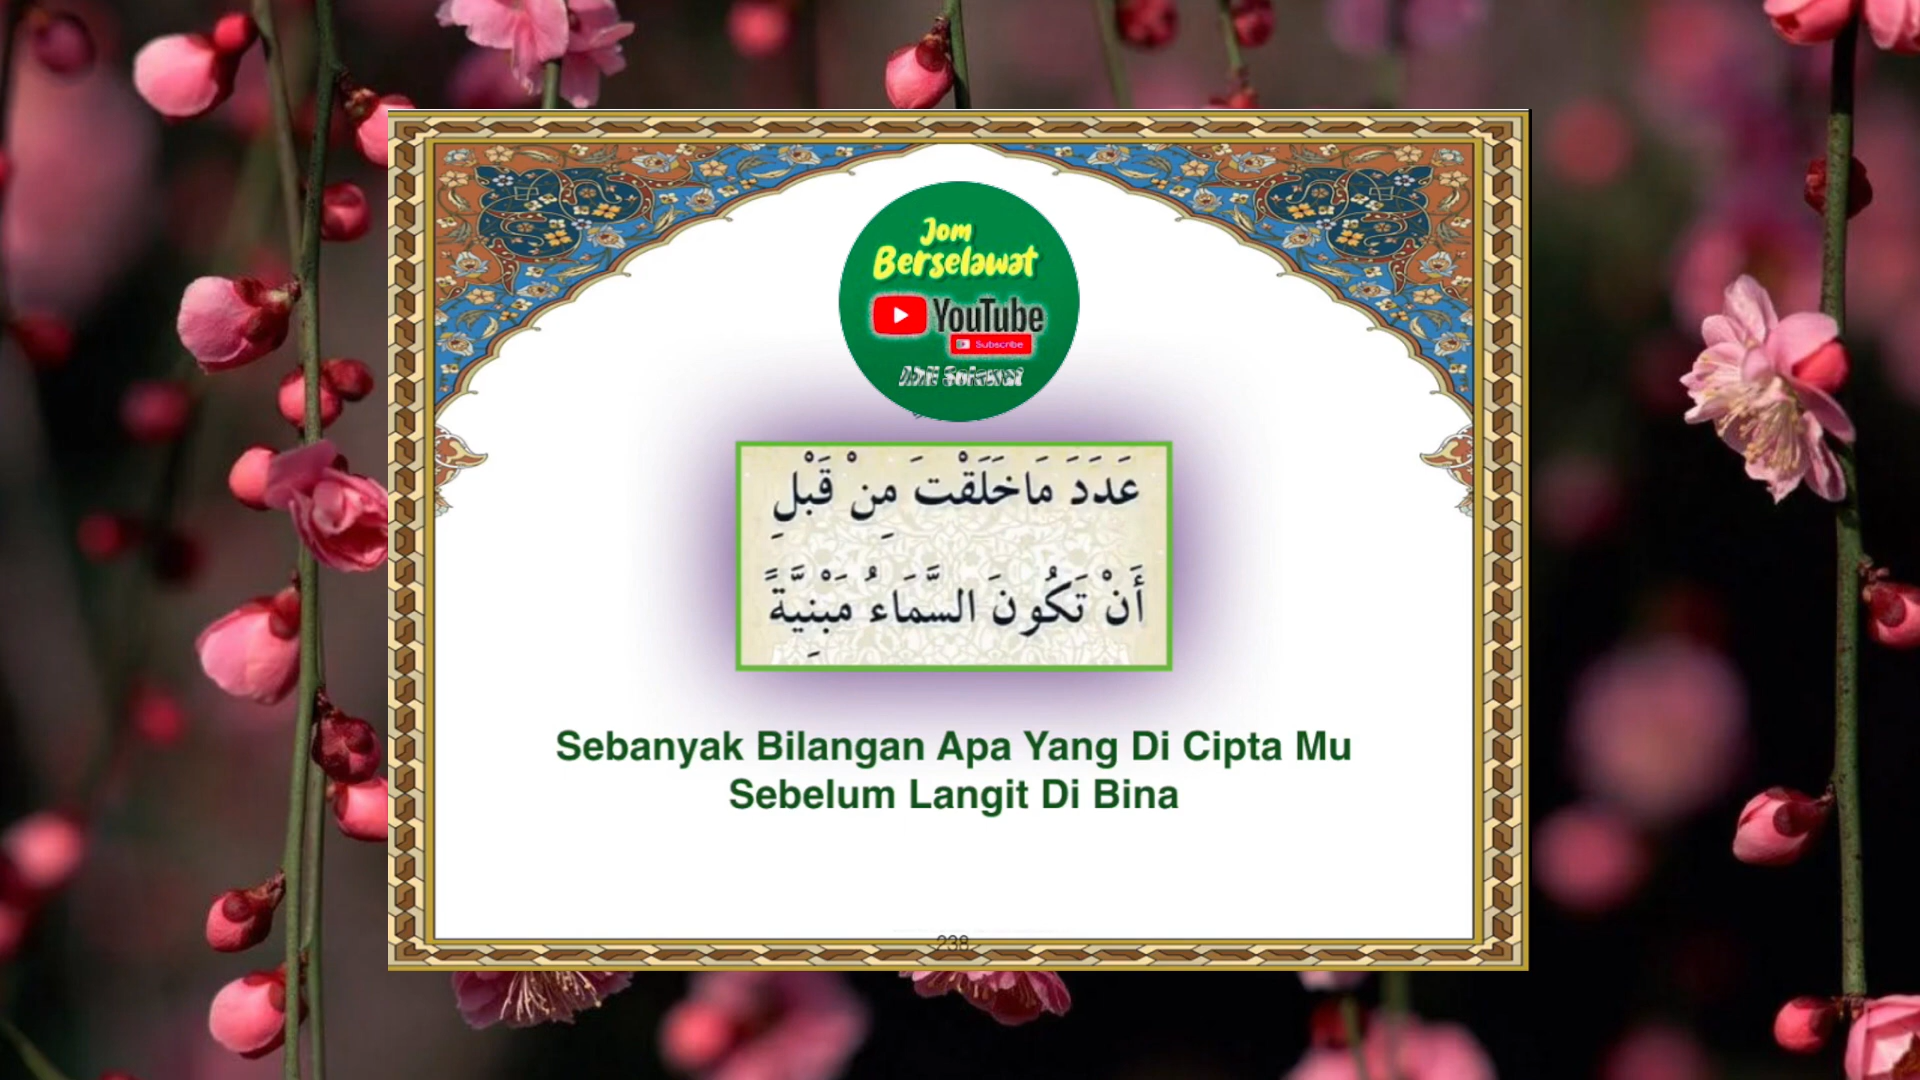 Jom
Berselawat
YouTube
Subscribe
عَدَدَ مَاخَلَقْتَ مِنْ قَبْلِ
أَنْ تَكُونَ السَّمَاءُ مَبْنِيَّةً
Sebanyak Bilangan Apa Yang Di Cipta Mu
Sebelum Langit Di Bina
238